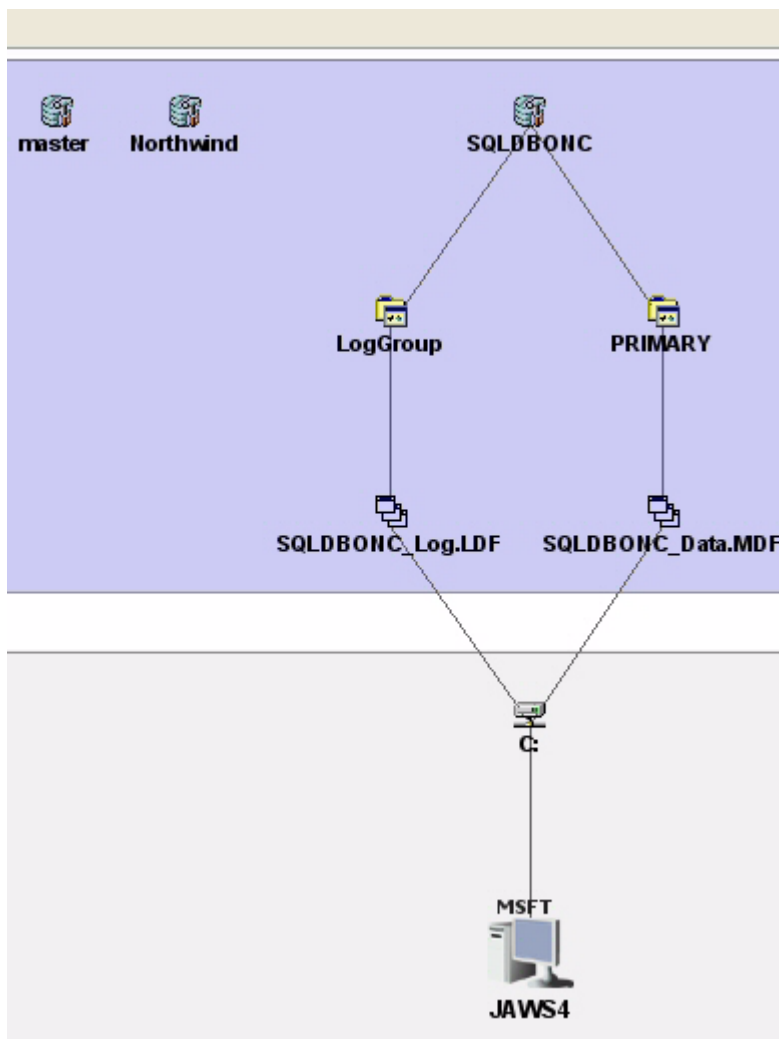 master Northwind SQLDBONC
LogGroup PRIMARY
SQLDBONC_Log.LDF SQLDBONC_Data.MDF
C:
MSFT
JAWS4